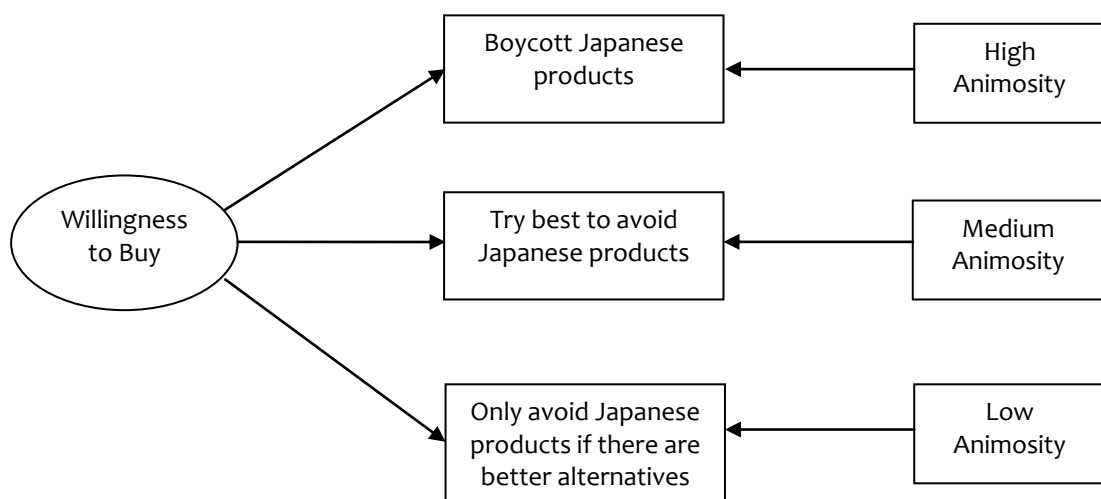 Boycott Japanese
products
High
Animosity
Willingness
to Buy
Try best to avoid
Japanese products
Medium
Animosity
Only avoid Japanese
products if there are
better alternatives
Low
Animosity